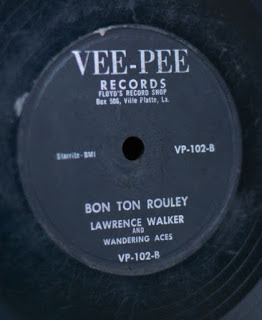 VEE-PEE
RECORDS
FLOYD'S RECORD SHOP
Box 506, Ville Platte, La.
Starrite-BMI
VP-102-B
BON TON ROULEY
LAWRENCE WALKER
AND
WANDERING ACES
VP-102-B